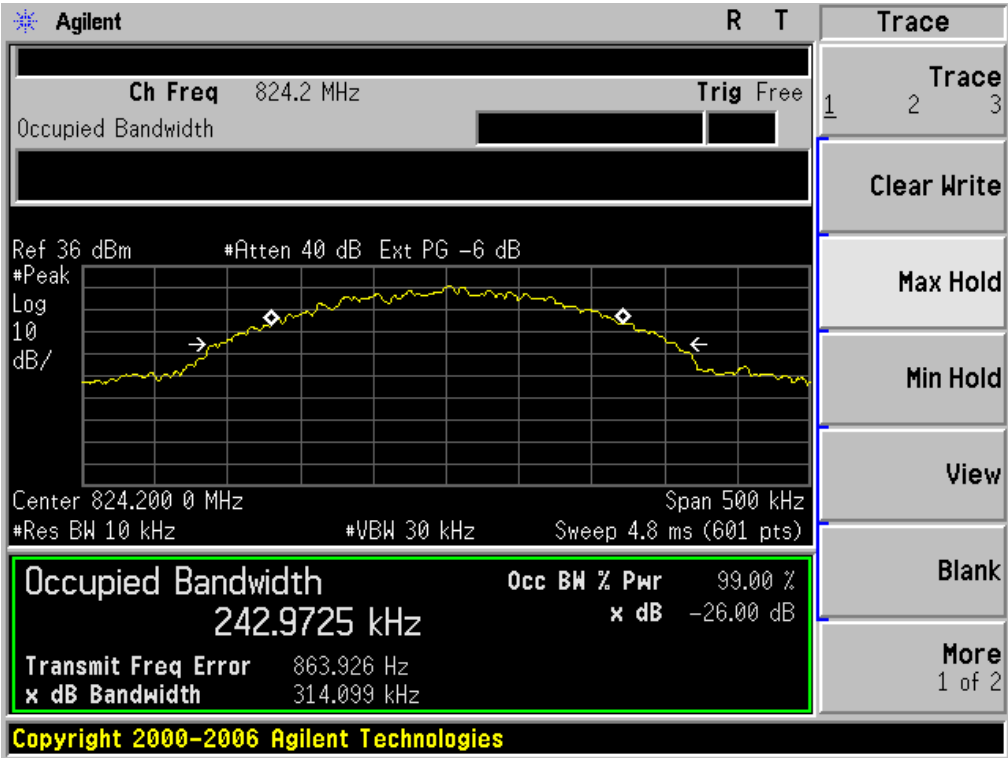 Agilent R T
Ch Freq 824.2 MHz Trig Free
Occupied Bandwidth
Ref 36 dBm #Atten 40 dB Ext PG -6 dB
#Peak
Log
10
dB/
Center 824.200 0 MHz Span 500 kHz
#Res BW 10 kHz #VBW 30 kHz Sweep 4.8 ms (601 pts)
Occupied Bandwidth
242.9725 kHz
Occ BW % Pwr 99.00 %
x dB -26.00 dB
Transmit Freq Error 863.926 Hz
x dB Bandwidth 314.099 kHz
Copyright 2000-2006 Agilent Technologies
Trace
Trace
1 2 3
Clear Write
Max Hold
Min Hold
View
Blank
More
1 of 2